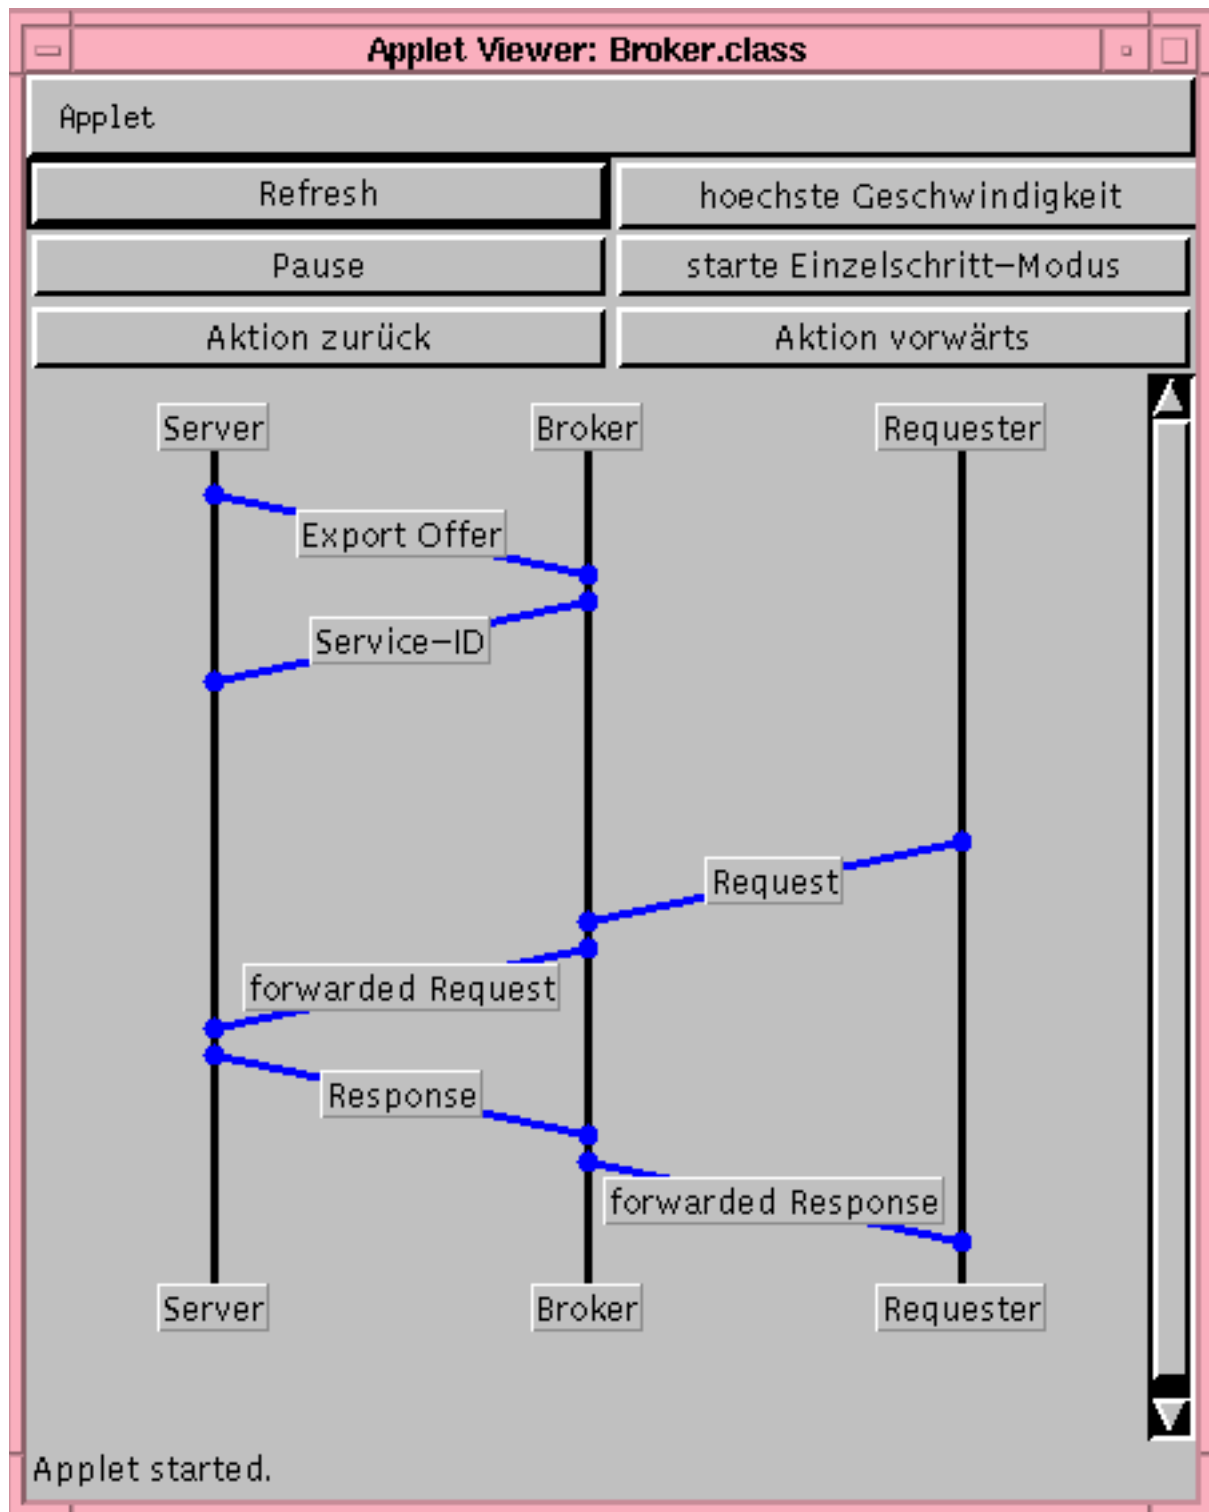 Applet Viewer: Broker.class
Applet
Refresh
hoechste Geschwindigkeit
Pause
starte Einzelschritt-Modus
Aktion zurück
Aktion vorwärts
Server
Broker
Requester
Export Offer
Service-ID
Request
forwarded Request
Response
forwarded Response
Server
Broker
Requester
Applet started.